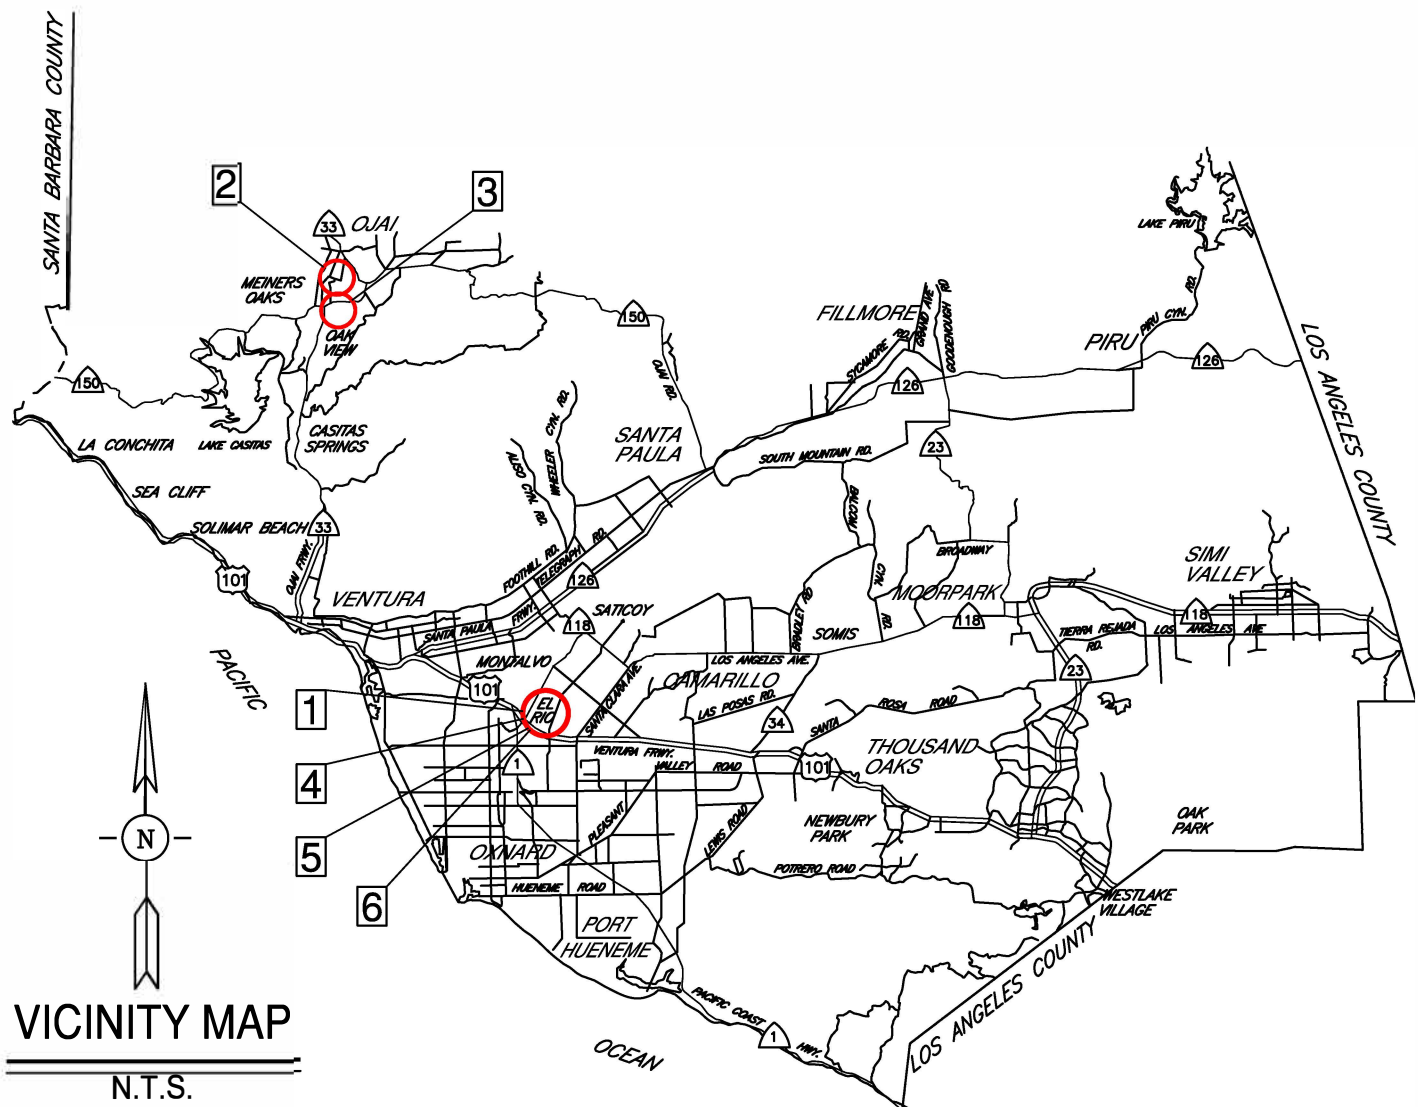 SANTA BARBARA COUNTY
2
3
33
OJAI
MEINERS
OAKS
OAK
VIEW
LAKE PIRU
150
FILLMORE
GRAND AVE
GOODENOUGH RD
SYCAMORE RD.
PIRU
PIRU CYN. RD.
126
126
LOS ANGELES COUNTY
150
OJAI RD.
LA CONCHITA
LAKE CASITAS
CASITAS
SPRINGS
SANTA
PAULA
WHEELER CYN. RD.
ALISO CYN. RD.
SOUTH MOUNTAIN RD.
23
SEA CLIFF
SOLIMAR BEACH
33
BALCOM CYN. RD.
BROADWAY
OJAI FRWY.
101
FOOTHILL RD.
TELEGRAPH RD.
126
SIMI
VALLEY
VENTURA
SANTA PAULA FRWY.
SATICOY
118
BRADLEY RD
SOMIS
MOORPARK
118
118
TIERRA REJADA
RD.
LOS ANGELES AVE
PACIFIC
MONTALVO
101
LOS ANGELES AVE.
CAMARILLO
23
1
EL
RIO
SANTA CLARA AVE.
LAS POSAS RD.
34
SANTA ROSA ROAD
4
1
VENTURA FRWY.
VALLEY ROAD
101
THOUSAND
OAKS
N
5
OXNARD
PLEASANT
LEWIS ROAD
NEWBURY
PARK
OAK
PARK
6
HUENEME ROAD
POTRERO ROAD
WESTLAKE
VILLAGE
PORT
HUENEME
PACIFIC COAST HWY.
1
LOS ANGELES COUNTY
OCEAN
VICINITY MAP
N.T.S.